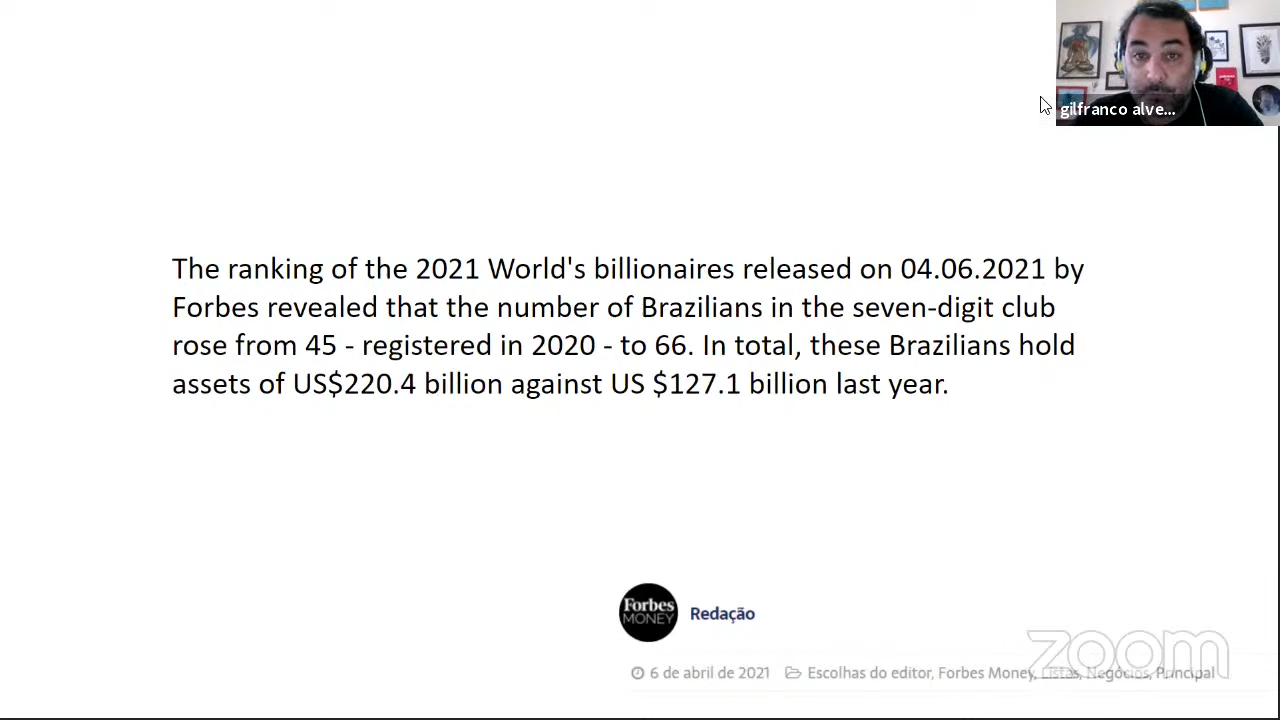 gilfranco alve...
The ranking of the 2021 World's billionaires released on 04.06.2021 by
Forbes revealed that the number of Brazilians in the seven-digit club
rose from 45 - registered in 2020 - to 66. In total, these Brazilians hold
assets of US$220.4 billion against US $127.1 billion last year.
Forbes
MONEY
Redação
zoom
6 de abril de 2021 Escolhas do editor, Forbes Money, Listas, Negócios, Principal